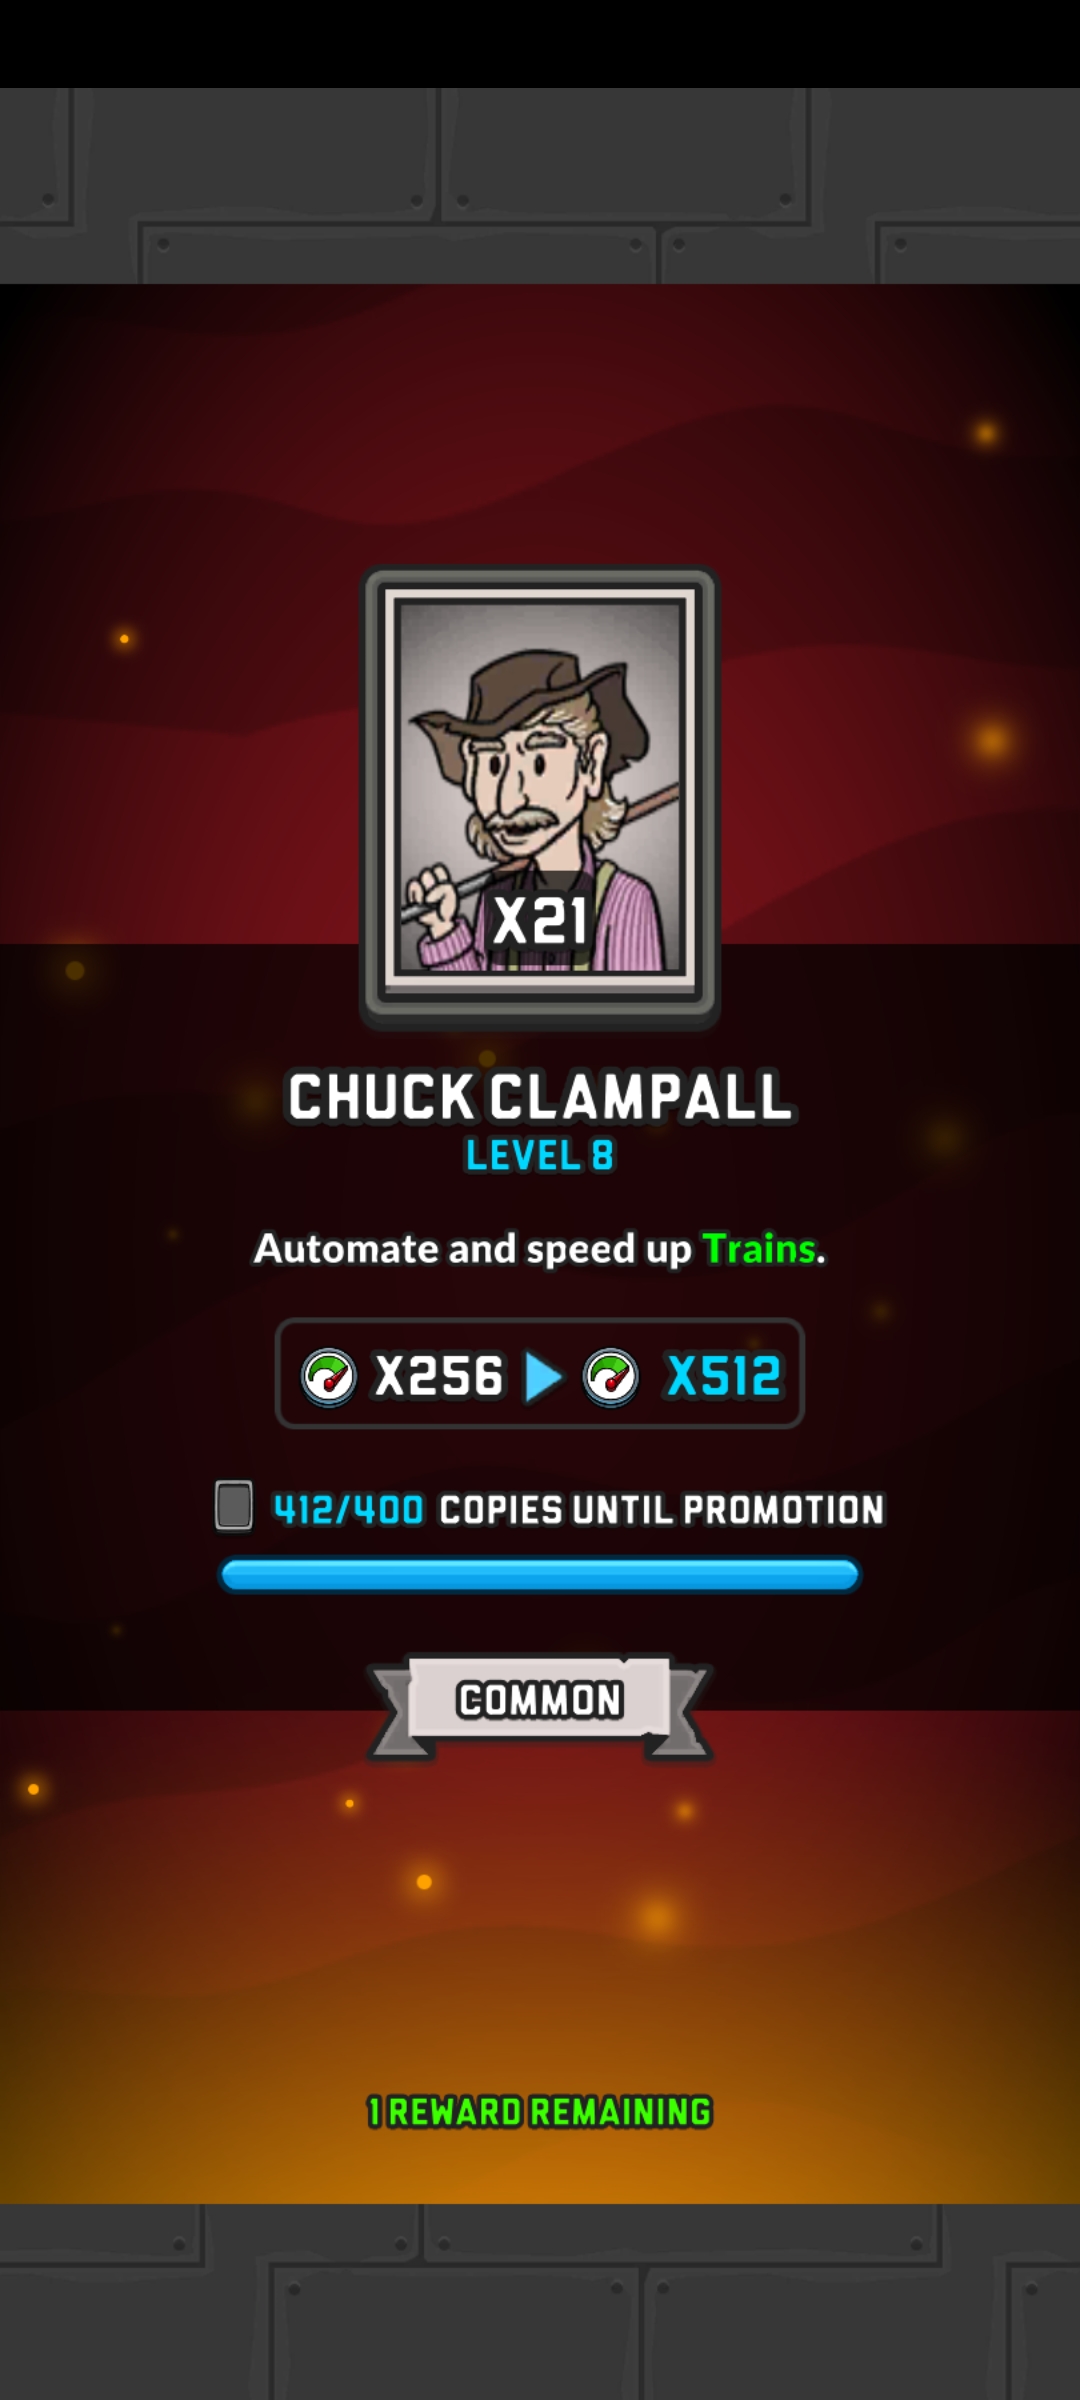 X21
CHUCK CLAMPALL
LEVEL 8
Automate and speed up Trains.
X256 X512
412/400 COPIES UNTIL PROMOTION
COMMON
1 REWARD REMAINING